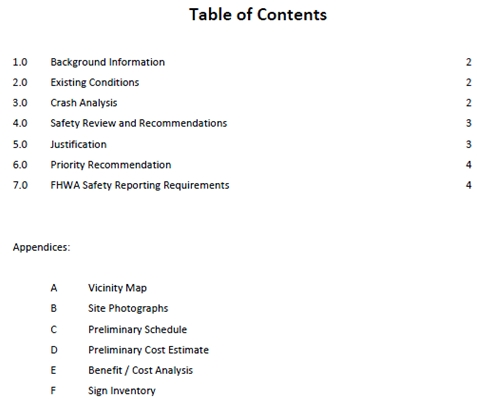 Table of Contents
1.0 Background Information 2
2.0 Existing Conditions 2
3.0 Crash Analysis 2
4.0 Safety Review and Recommendations 3
5.0 Justification 3
6.0 Priority Recommendation 4
7.0 FHWA Safety Reporting Requirements 4
Appendices:
A Vicinity Map
B Site Photographs
C Preliminary Schedule
D Preliminary Cost Estimate
E Benefit / Cost Analysis
F Sign Inventory